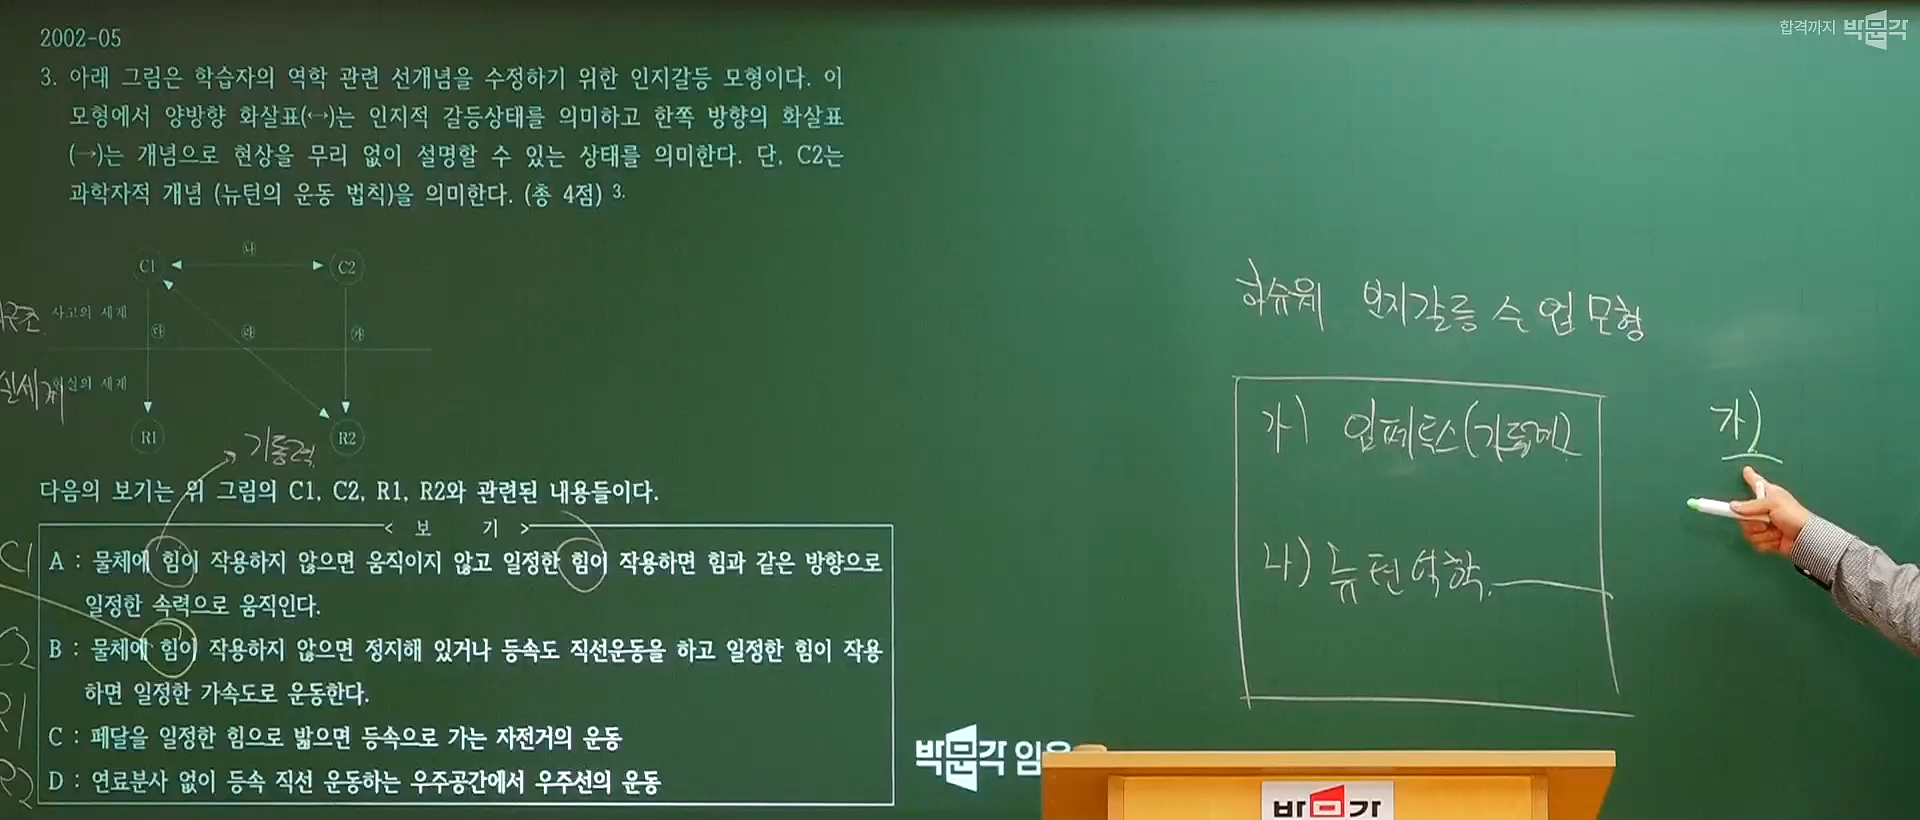 합격까지 박문각
2002-05
3. 아래 그림은 학습자의 역학 관련 선개념을 수정하기 위한 인지갈등 모형이다. 이
모형에서 양방향 화살표(↔)는 인지적 갈등상태를 의미하고 한쪽 방향의 화살표
(→)는 개념으로 현상을 무리 없이 설명할 수 있는 상태를 의미한다. 단, C2는
과학자적 개념 (뉴턴의 운동 법칙)을 의미한다. (총 4점) 3.
㉯
C1 C2
사고의 세계
㉰ ㉱ ㉮
현실의 세계
R1 R2
기동력
다음의 보기는 위 그림의 C1, C2, R1, R2와 관련된 내용들이다.
< 보 기 >
C1 A : 물체에 힘이 작용하지 않으면 움직이지 않고 일정한 힘이 작용하면 힘과 같은 방향으로
일정한 속력으로 움직인다.
C2 B : 물체에 힘이 작용하지 않으면 정지해 있거나 등속도 직선운동을 하고 일정한 힘이 작용
하면 일정한 가속도로 운동한다.
R1 C : 페달을 일정한 힘으로 밟으면 등속으로 가는 자전거의 운동
R2 D : 연료분사 없이 등속 직선 운동하는 우주공간에서 우주선의 운동
하슈웨 인지갈등 수업 모형
가) 임페투스(기동력)
나) 뉴턴역학
가)
박문각 임용
박문각